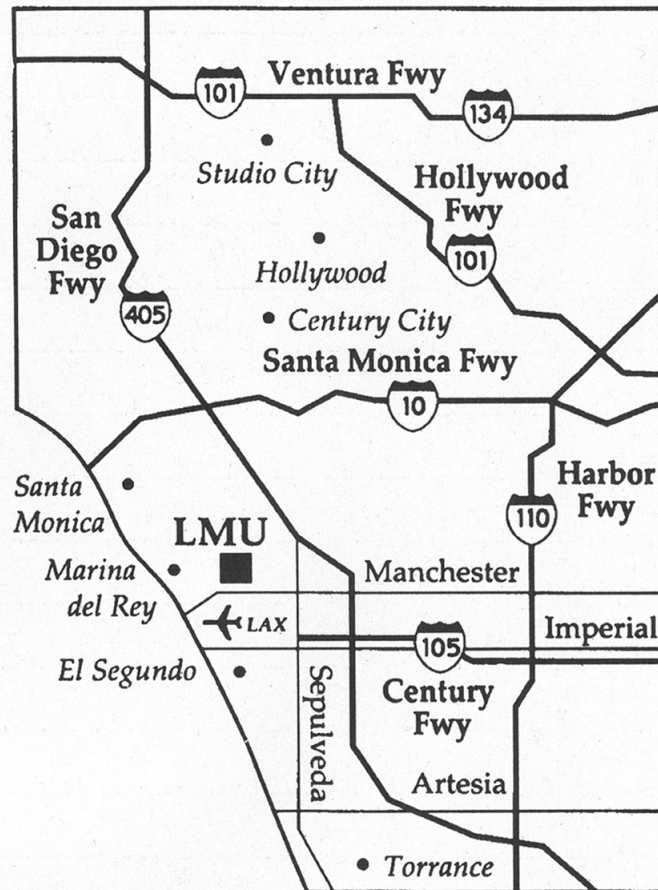 Ventura Fwy
101
134
Studio City
Hollywood
Fwy
San
Diego
Fwy
Hollywood
101
405
Century City
Santa Monica Fwy
10
Santa
Monica
Harbor
Fwy
110
LMU
Marina
del Rey
Manchester
LAX
Imperial
105
El Segundo
Sepulveda
Century
Fwy
Artesia
Torrance